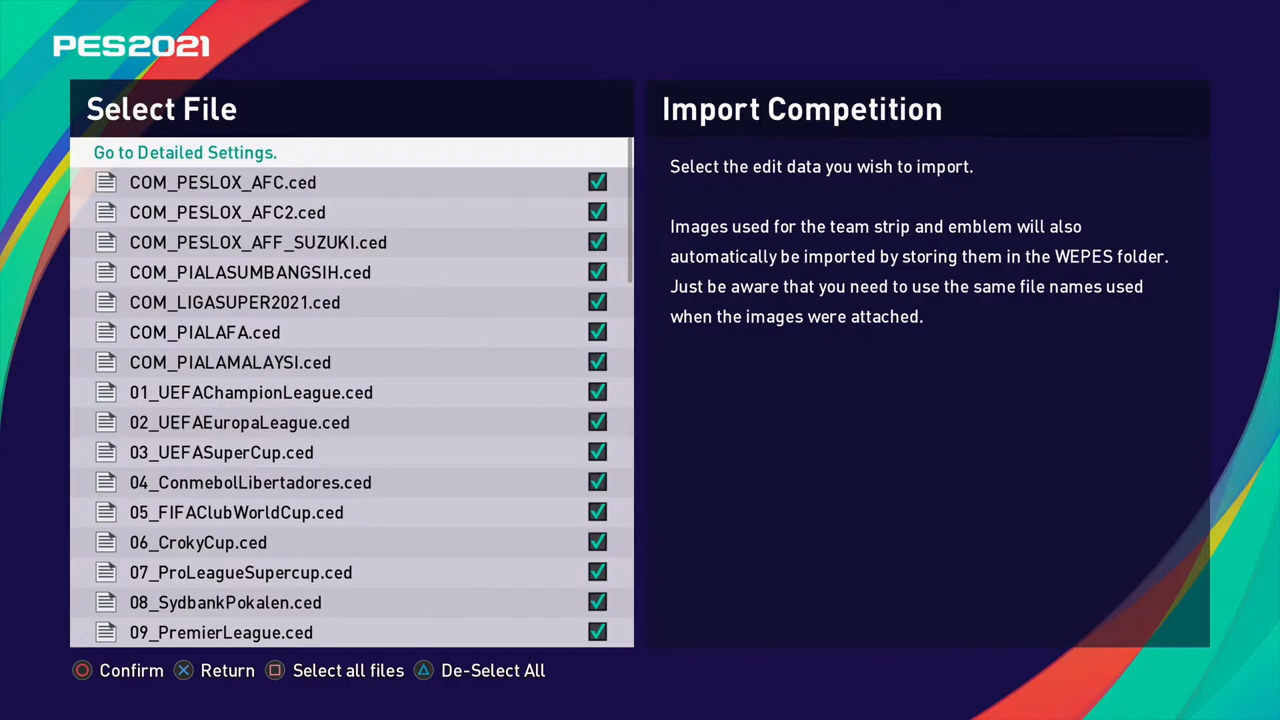 PES2021
Select File
Go to Detailed Settings.
COM_PESLOX_AFC.ced
COM_PESLOX_AFC2.ced
COM_PESLOX_AFF_SUZUKI.ced
COM_PIALASUMBANGSIH.ced
COM_LIGASUPER2021.ced
COM_PIALAFA.ced
COM_PIALAMALAYSI.ced
01_UEFAChampionLeague.ced
02_UEFAEuropaLeague.ced
03_UEFASuperCup.ced
04_ConmebolLibertadores.ced
05_FIFAClubWorldCup.ced
06_CrokyCup.ced
07_ProLeagueSupercup.ced
08_SydbankPokalen.ced
09_PremierLeague.ced
Import Competition
Select the edit data you wish to import.
Images used for the team strip and emblem will also
automatically be imported by storing them in the WEPES folder.
Just be aware that you need to use the same file names used
when the images were attached.
Confirm Return Select all files De-Select All